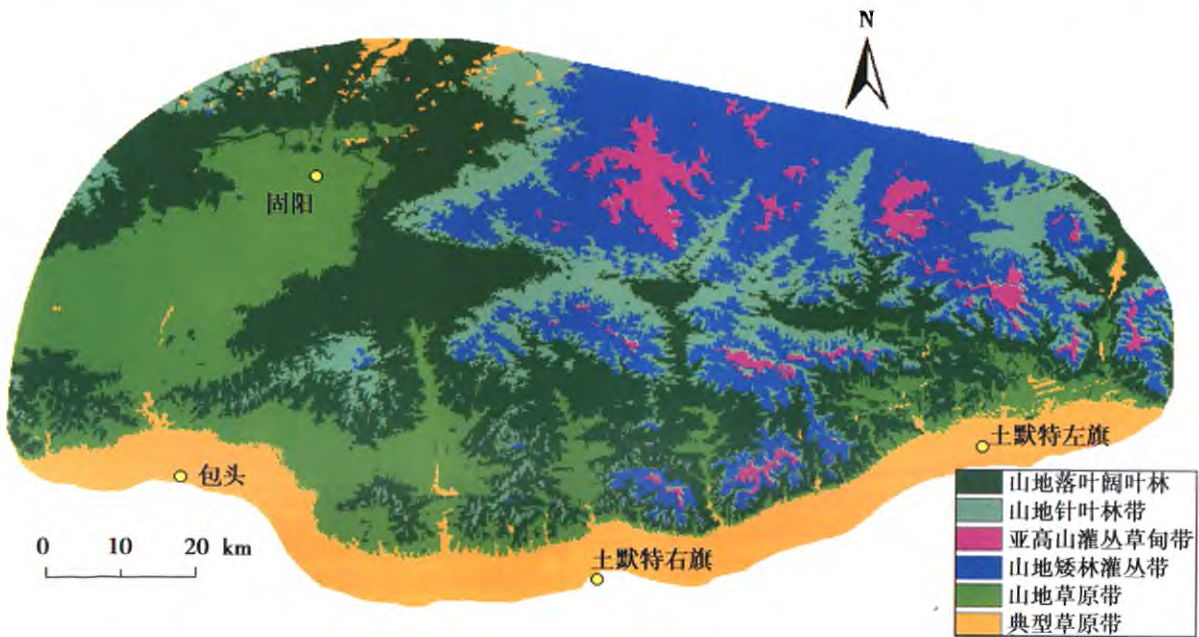 N
固阳
包头
土默特左旗
土默特右旗
0 10 20 km
山地落叶阔叶林
山地针叶林带
亚高山灌丛草甸带
山地矮林灌丛带
山地草原带
典型草原带